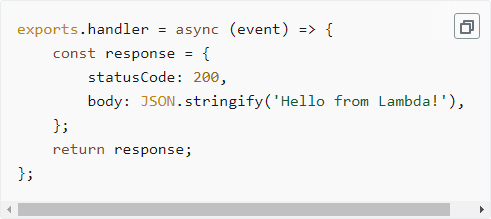 exports.handler = async (event) => {
    const response = {
        statusCode: 200,
        body: JSON.stringify('Hello from Lambda!'),
    };
    return response;
};